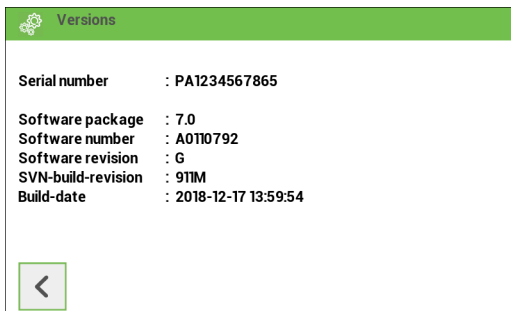 Versions
Serial number : PA1234567865
Software package : 7.0
Software number : A0110792
Software revision : G
SVN-build-revision : 911M
Build-date : 2018-12-17 13:59:54